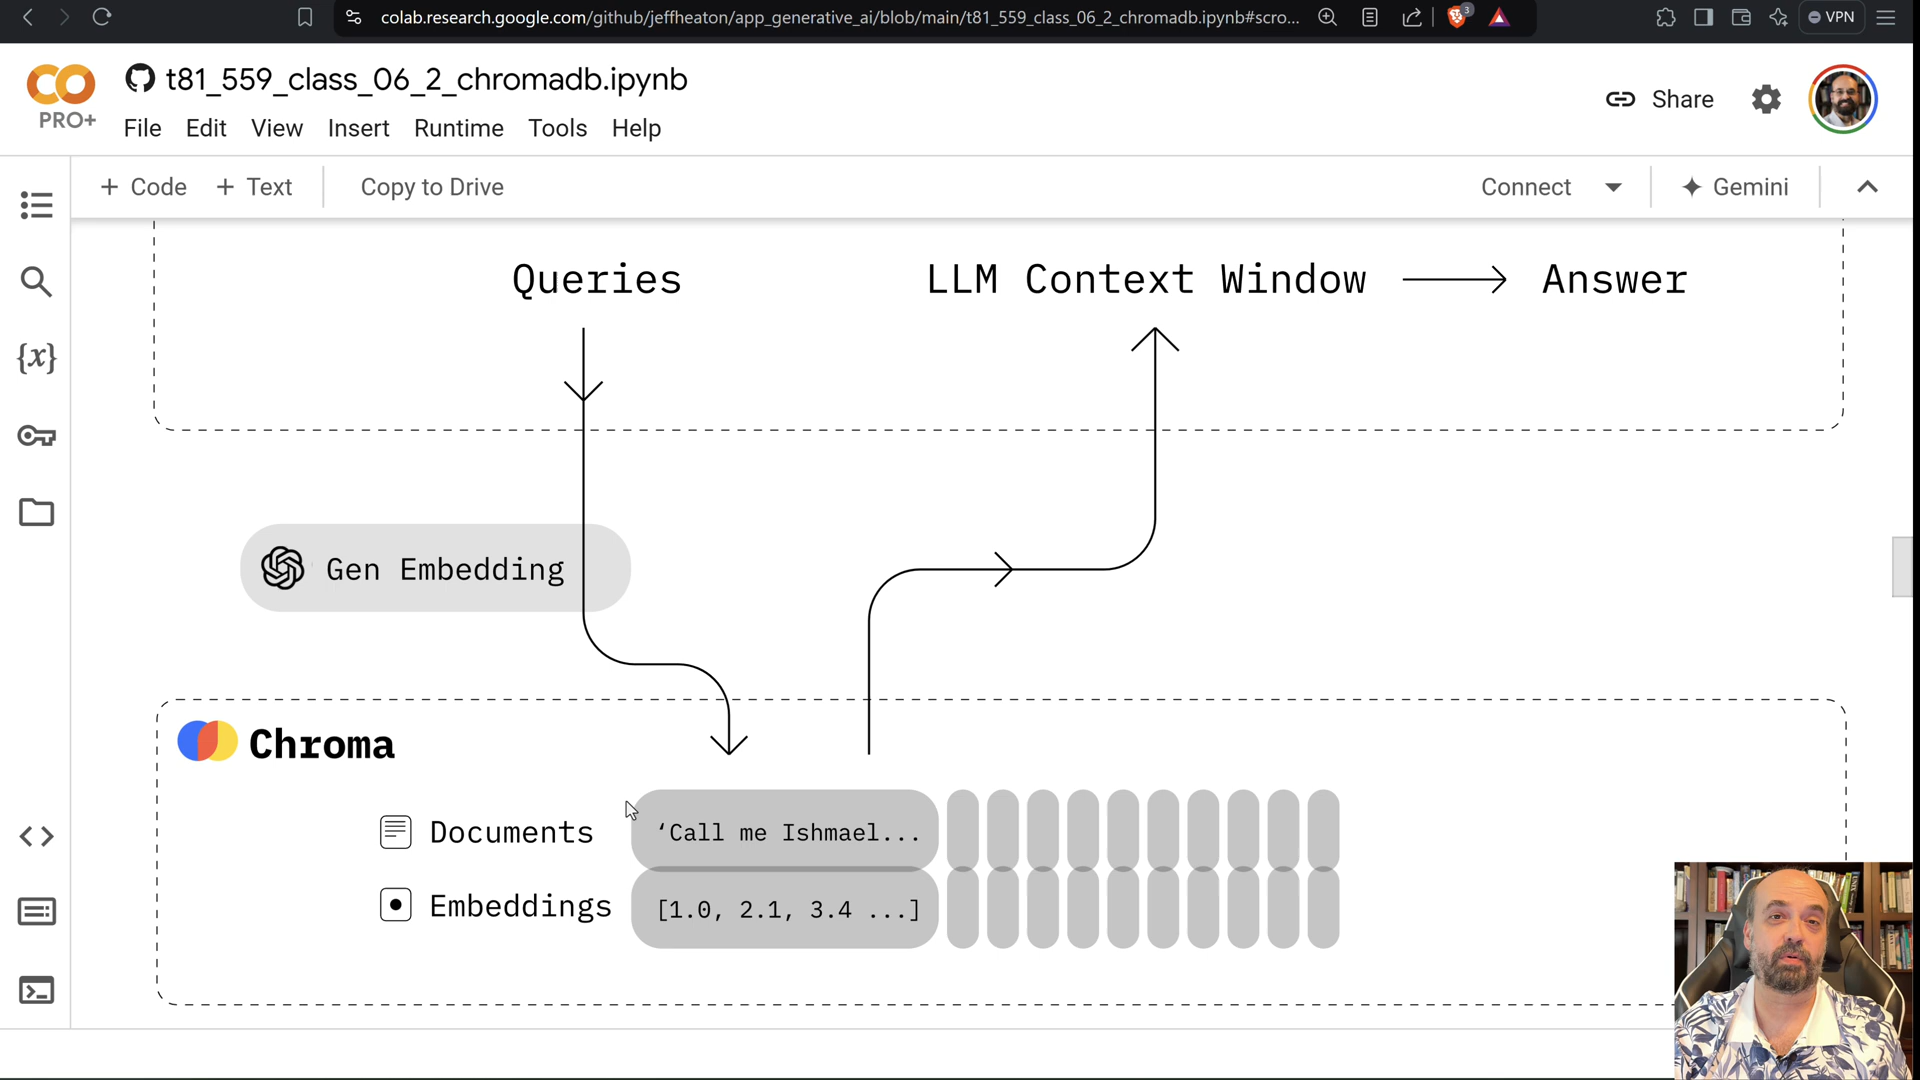 colab.research.google.com/github/jeffheaton/app_generative_ai/blob/main/t81_559_class_06_2_chromadb.ipynb#scro...
3
VPN
t81_559_class_06_2_chromadb.ipynb
PRO+
File Edit View Insert Runtime Tools Help
Share
+ Code + Text Copy to Drive
Connect
Gemini
{x}
Queries
LLM Context Window
Answer
Gen Embedding
Chroma
Documents
‘Call me Ishmael...
Embeddings
[1.0, 2.1, 3.4 ...]